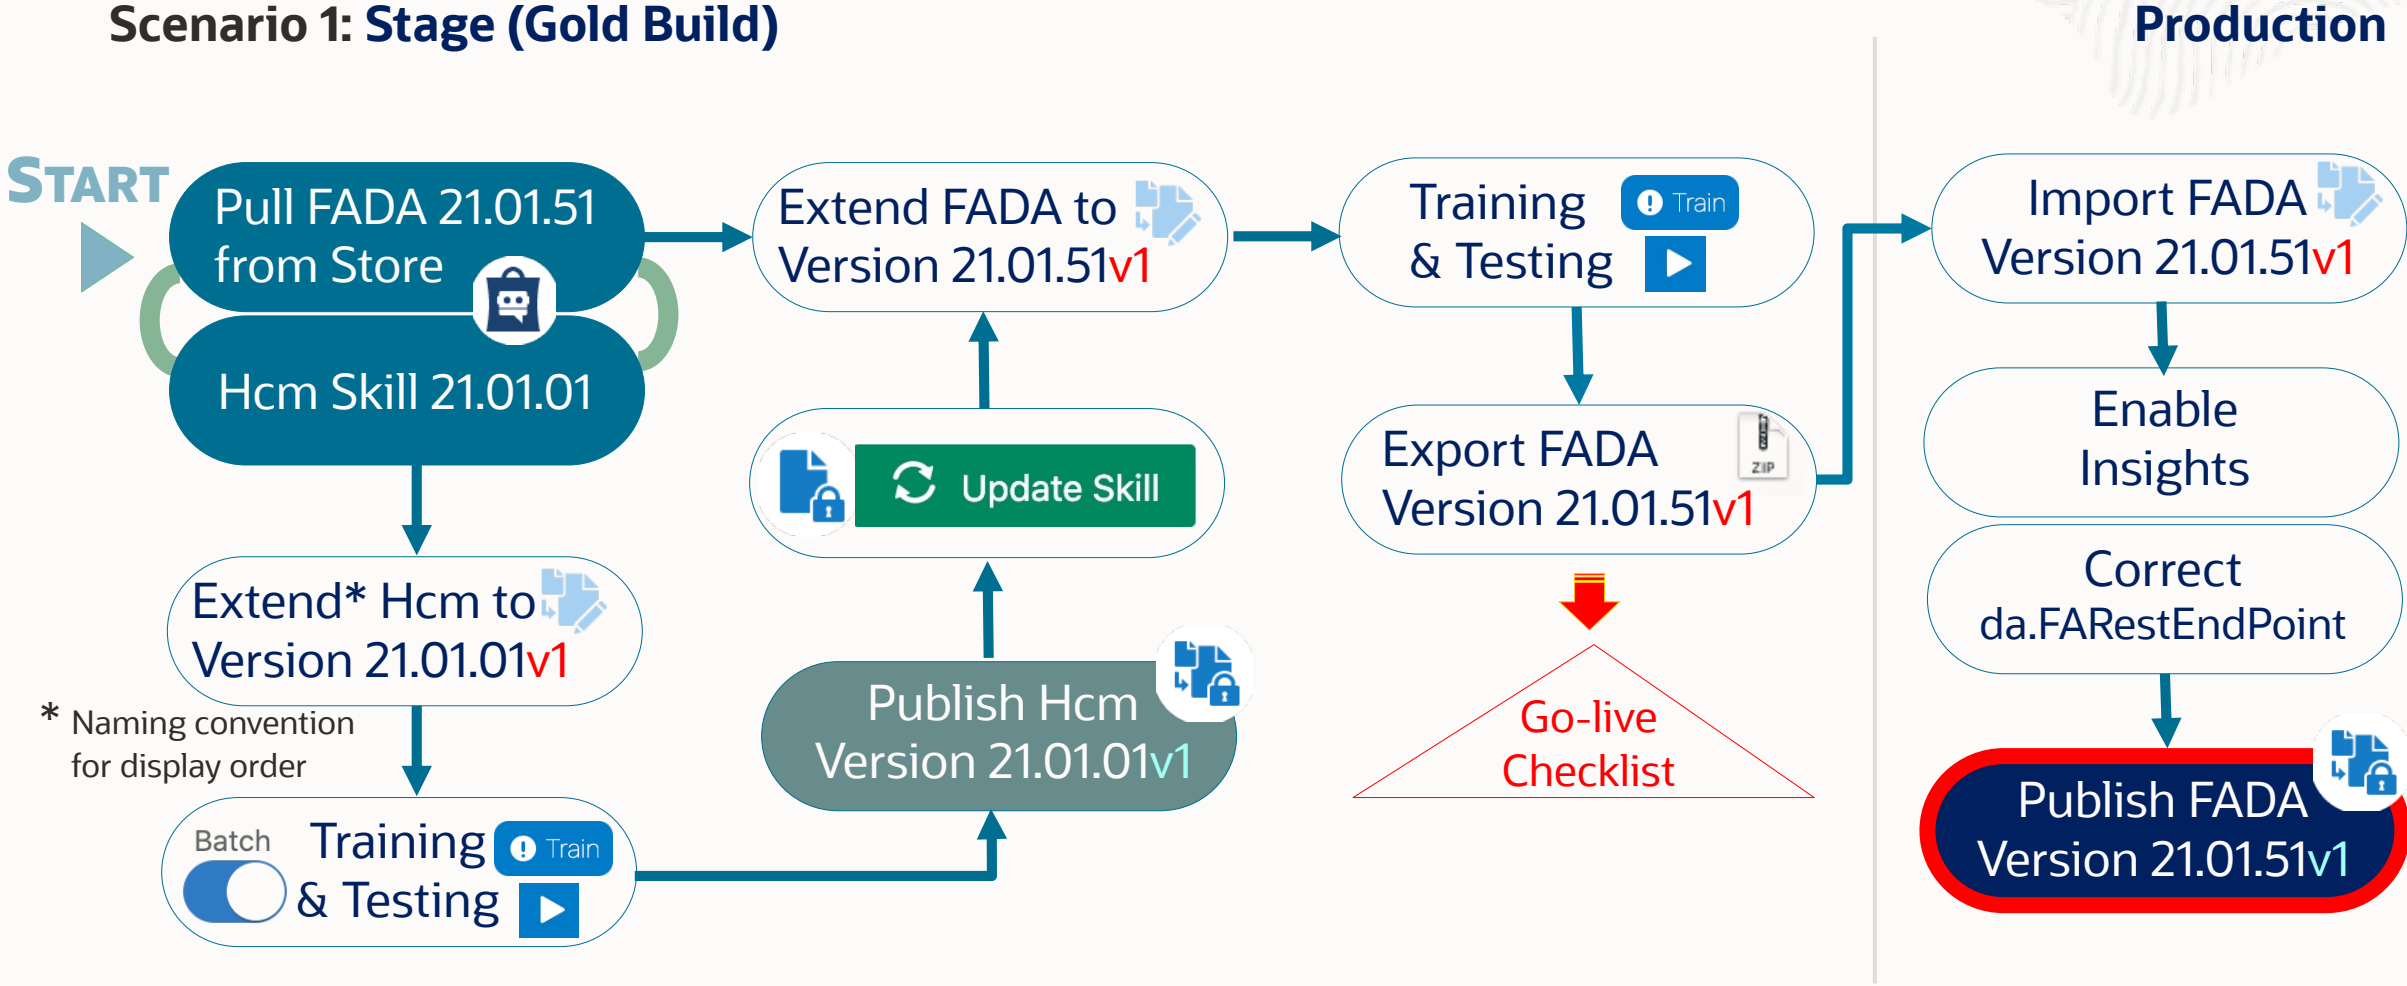 Scenario 1: Stage (Gold Build)
Production
START
Pull FADA 21.01.51
from Store
Hcm Skill 21.01.01
Extend* Hcm to
Version 21.01.01v1
* Naming convention
for display order
Batch
Training
& Testing
Train
Publish Hcm
Version 21.01.01v1
Update Skill
Extend FADA to
Version 21.01.51v1
Training
& Testing
Train
Export FADA
Version 21.01.51v1
ZIP
Go-live
Checklist
Import FADA
Version 21.01.51v1
Enable
Insights
Correct
da.FARestEndPoint
Publish FADA
Version 21.01.51v1